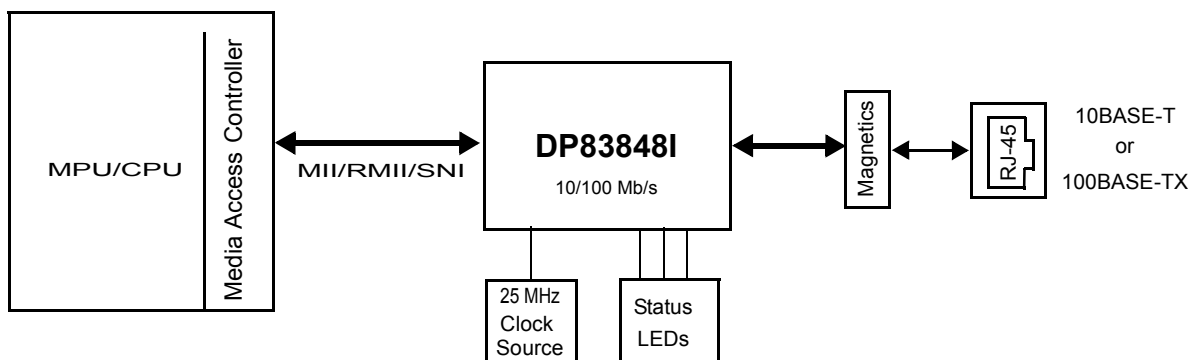 MPU/CPU
Media Access Controller
MII/RMII/SNI
DP83848I
10/100 Mb/s
25 MHz
Clock
Source
Status
LEDs
Magnetics
RJ-45
10BASE-T
or
100BASE-TX